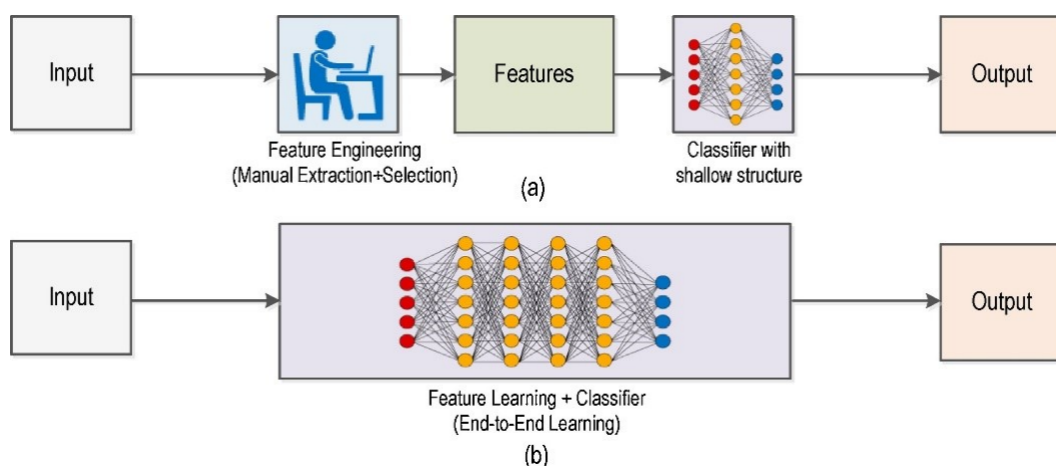 Input
Features
Output
Feature Engineering
(Manual Extraction+Selection)
Classifier with
shallow structure
(a)
Input
Output
Feature Learning + Classifier
(End-to-End Learning)
(b)